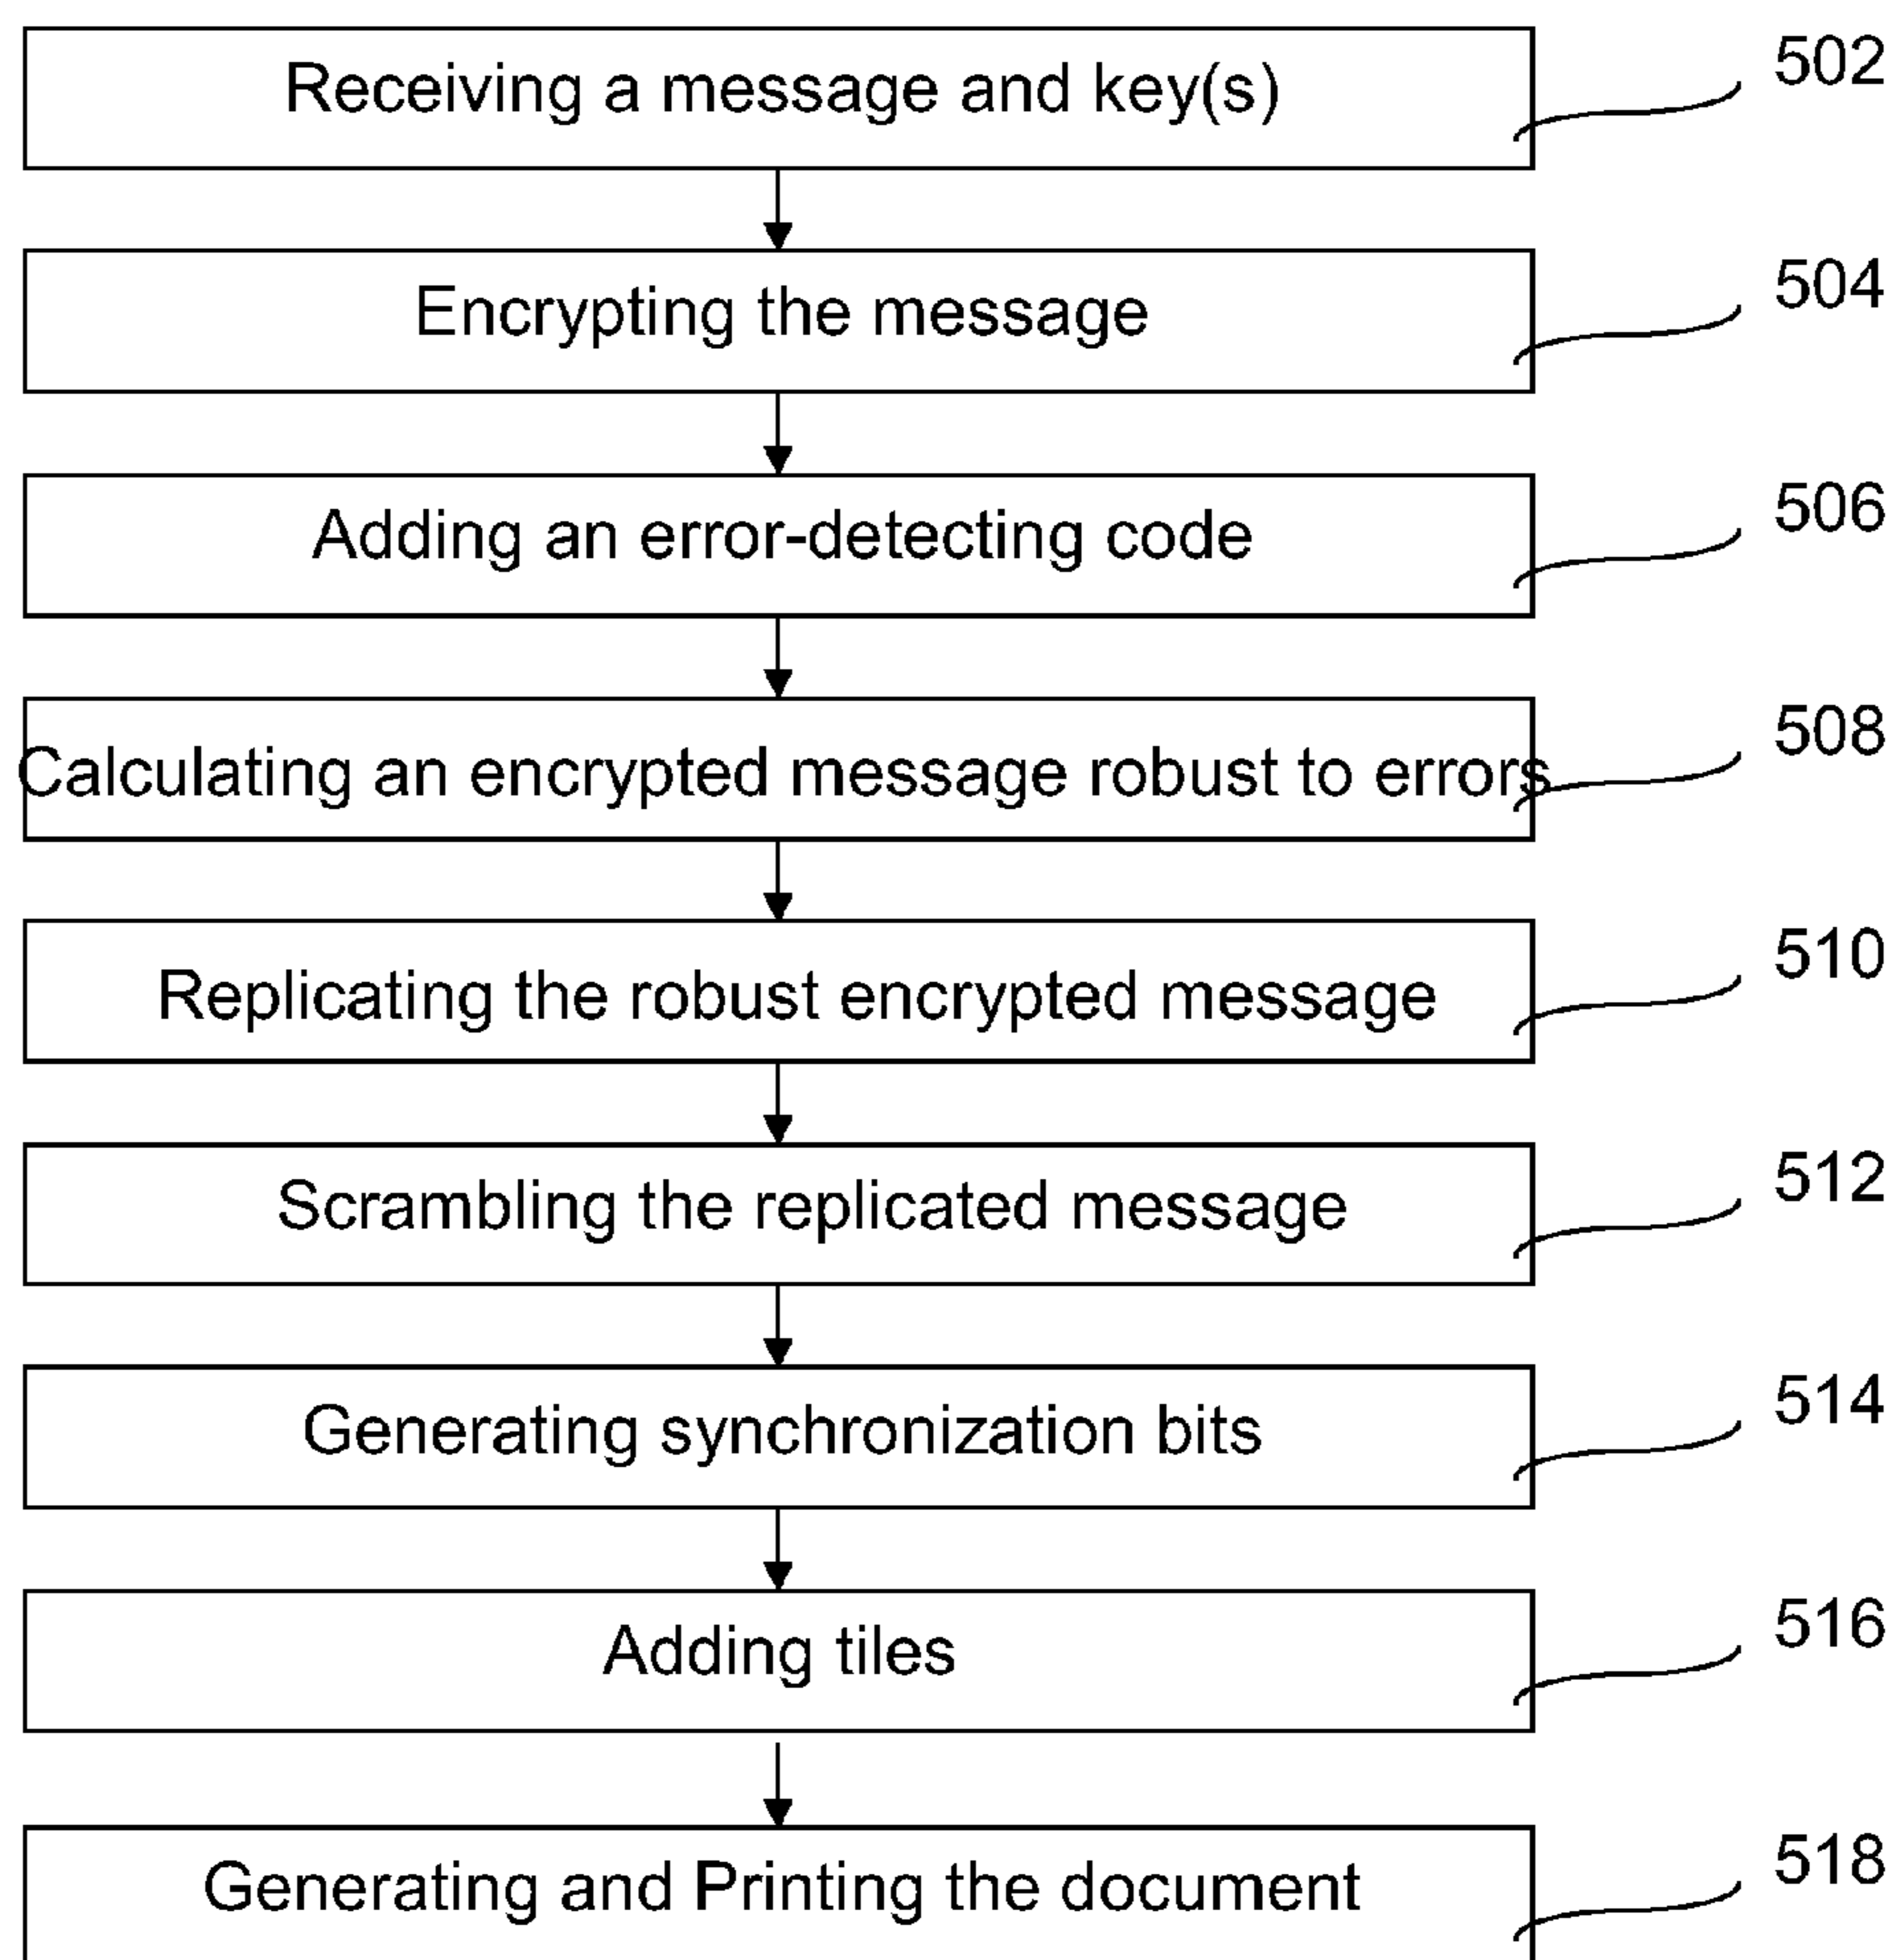 Receiving a message and key(s) 502
Encrypting the message 504
Adding an error-detecting code 506
Calculating an encrypted message robust to errors 508
Replicating the robust encrypted message 510
Scrambling the replicated message 512
Generating synchronization bits 514
Adding tiles 516
Generating and Printing the document 518